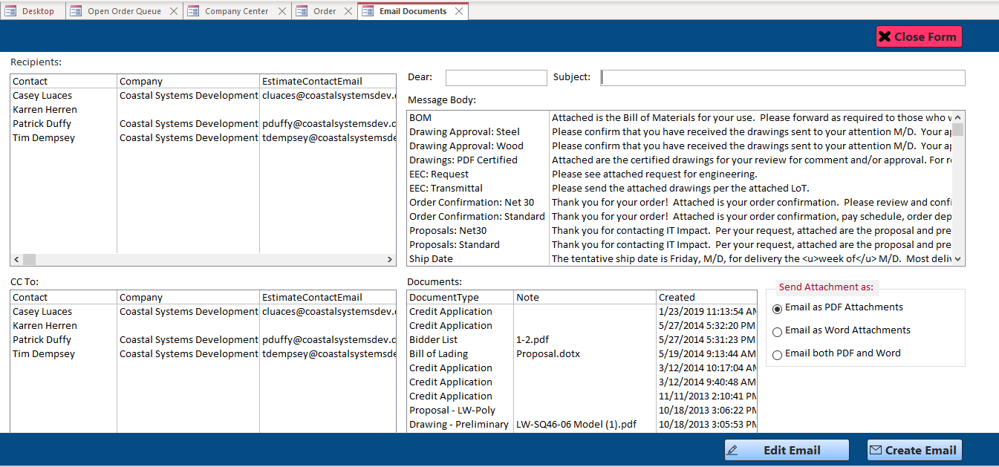 Desktop Open Order Queue Company Center Order Email Documents
Close Form
Recipients:
Contact Company EstimateContactEmail
Casey Luaces Coastal Systems Development cluaces@coastalsystemsdev.
Karren Herren
Patrick Duffy Coastal Systems Development pduffy@coastalsystemsdev.c
Tim Dempsey Coastal Systems Development tdempsey@coastalsystemsde
Dear: Subject:
Message Body:
BOM Attached is the Bill of Materials for your use. Please forward as required to those who
Drawing Approval: Steel Please confirm that you have received the drawings sent to your attention M/D. Your
Drawing Approval: Wood Please confirm that you have received the drawings sent to your attention M/D. Your
Drawings: PDF Certified Attached are the certified drawings for your review for comment and/or approval. For
EEC: Request Please see attached request for engineering.
EEC: Transmittal Please send the attached drawings per the attached LoT.
Order Confirmation: Net 30 Thank you for your order! Attached is your order confirmation. Please review and confi
Order Confirmation: Standard Thank you for your order! Attached is your order confirmation, pay schedule, order dep
Proposals: Net30 Thank you for contacting IT Impact. Per your request, attached are the proposal and pre
Proposals: Standard Thank you for contacting IT Impact. Per your request, attached are the proposal and pre
Ship Date The tentative ship date is Friday, M/D, for delivery the <u>week of</u> M/D. Most deliv
CC To:
Contact Company EstimateContactEmail
Casey Luaces Coastal Systems Development cluaces@coastalsystemsdev.
Karren Herren
Patrick Duffy Coastal Systems Development pduffy@coastalsystemsdev.c
Tim Dempsey Coastal Systems Development tdempsey@coastalsystemsde
Documents:
DocumentType Note Created
Credit Application 1/23/2019 11:13:54 AM
Credit Application 5/27/2014 5:32:20 PM
Bidder List 1-2.pdf 5/27/2014 5:31:23 PM
Bill of Lading Proposal.dotx 5/19/2014 9:13:44 AM
Credit Application 3/12/2014 10:17:04 AM
Credit Application 3/12/2014 9:40:48 AM
Credit Application 11/11/2013 2:10:41 PM
Proposal - LW-Poly 10/18/2013 3:06:22 PM
Drawing - Preliminary LW-SQ46-06 Model (1).pdf 10/18/2013 3:05:53 PM
Send Attachment as:
Email as PDF Attachments
Email as Word Attachments
Email both PDF and Word
Edit Email Create Email